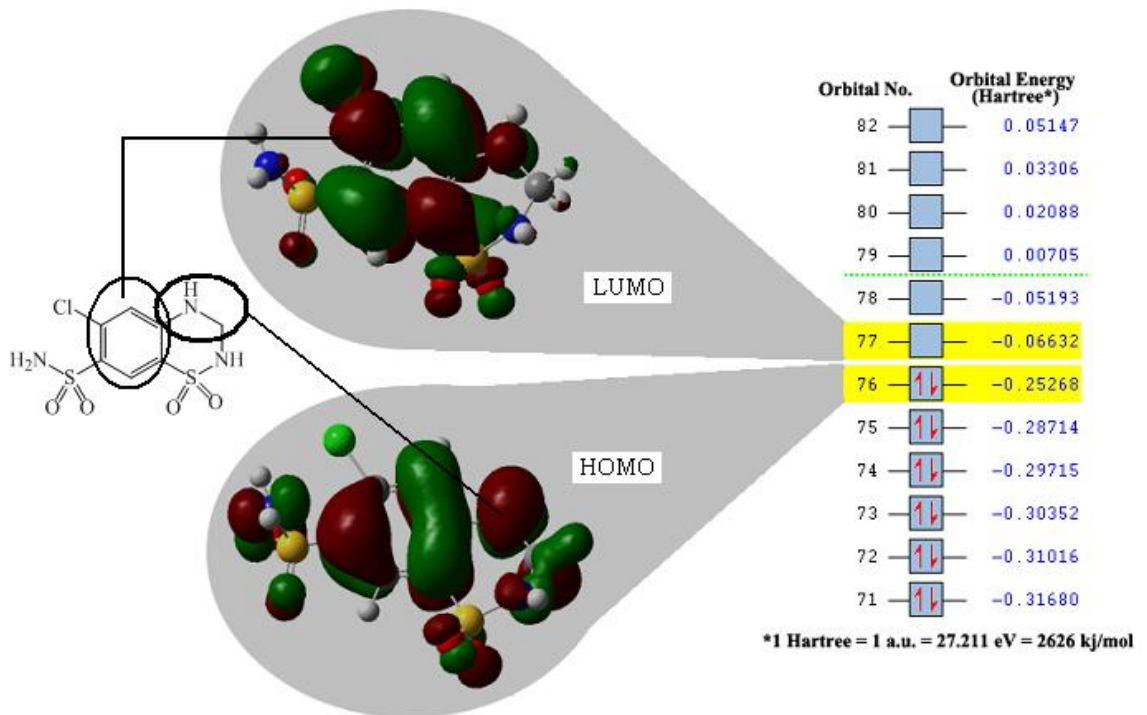 Orbital No. Orbital Energy
(Hartree*)
82 0.05147
81 0.03306
80 0.02088
79 0.00705
78 -0.05193
77 -0.06632
76 -0.25268
75 -0.28714
74 -0.29715
73 -0.30352
72 -0.31016
71 -0.31680
*1 Hartree = 1 a.u. = 27.211 eV = 2626 kj/mol
LUMO
HOMO
H
N
Cl
H₂N
NH
S
S
O O
O O